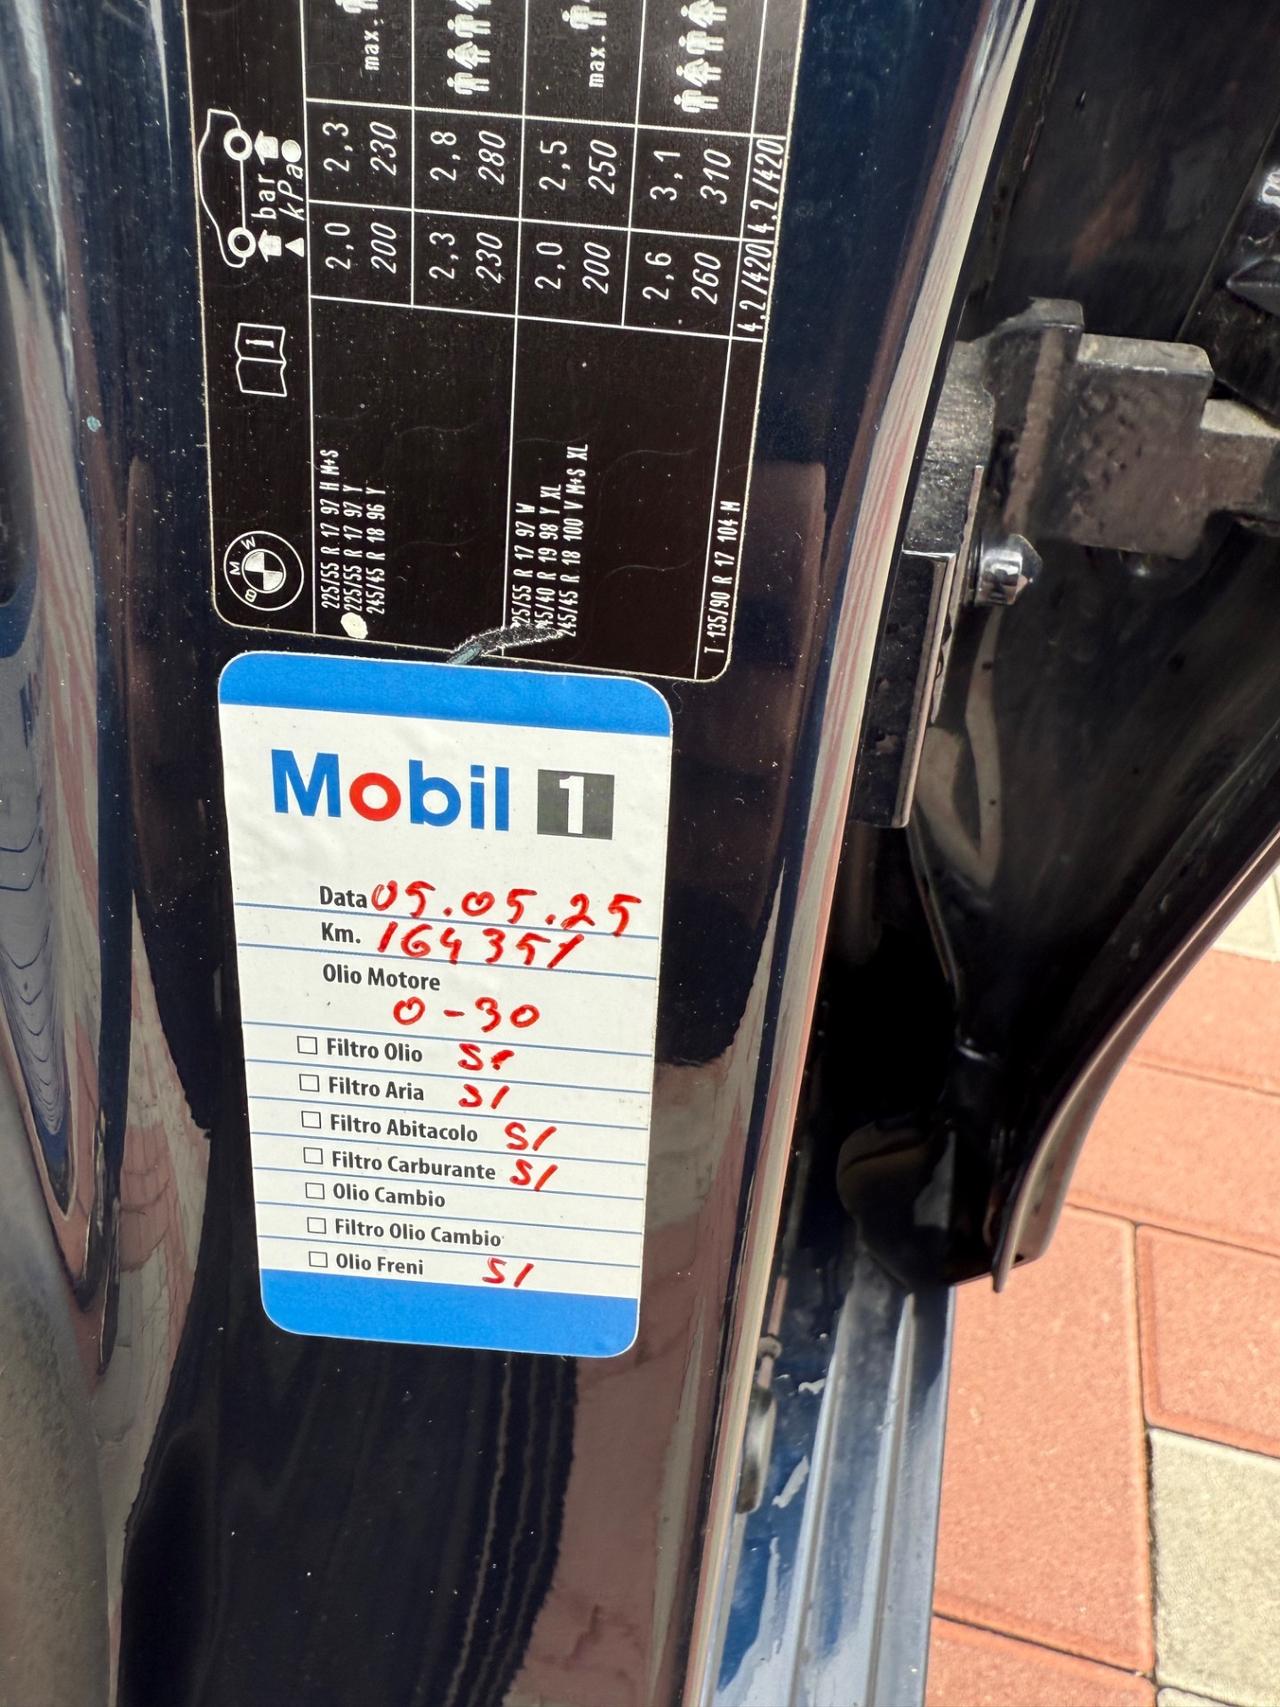 max.
max.
bar
kPa
2,3
230
2,8
280
2,5
250
3,1
310
4.2/420
2,0
200
2,3
230
2,0
200
2,6
260
4.2/420
BMW
225/55 R 17 97 H M+S
225/55 R 17 97 Y
245/45 R 18 96 Y
225/55 R 17 97 W
245/40 R 19 98 Y XL
245/45 R 18 100 V M+S XL
T 135/90 R 17 104 M
Mobil 1
Data 05.05.25
Km. 164351
Olio Motore
0-30
Filtro Olio SI
Filtro Aria SI
Filtro Abitacolo SI
Filtro Carburante SI
Olio Cambio
Filtro Olio Cambio
Olio Freni SI